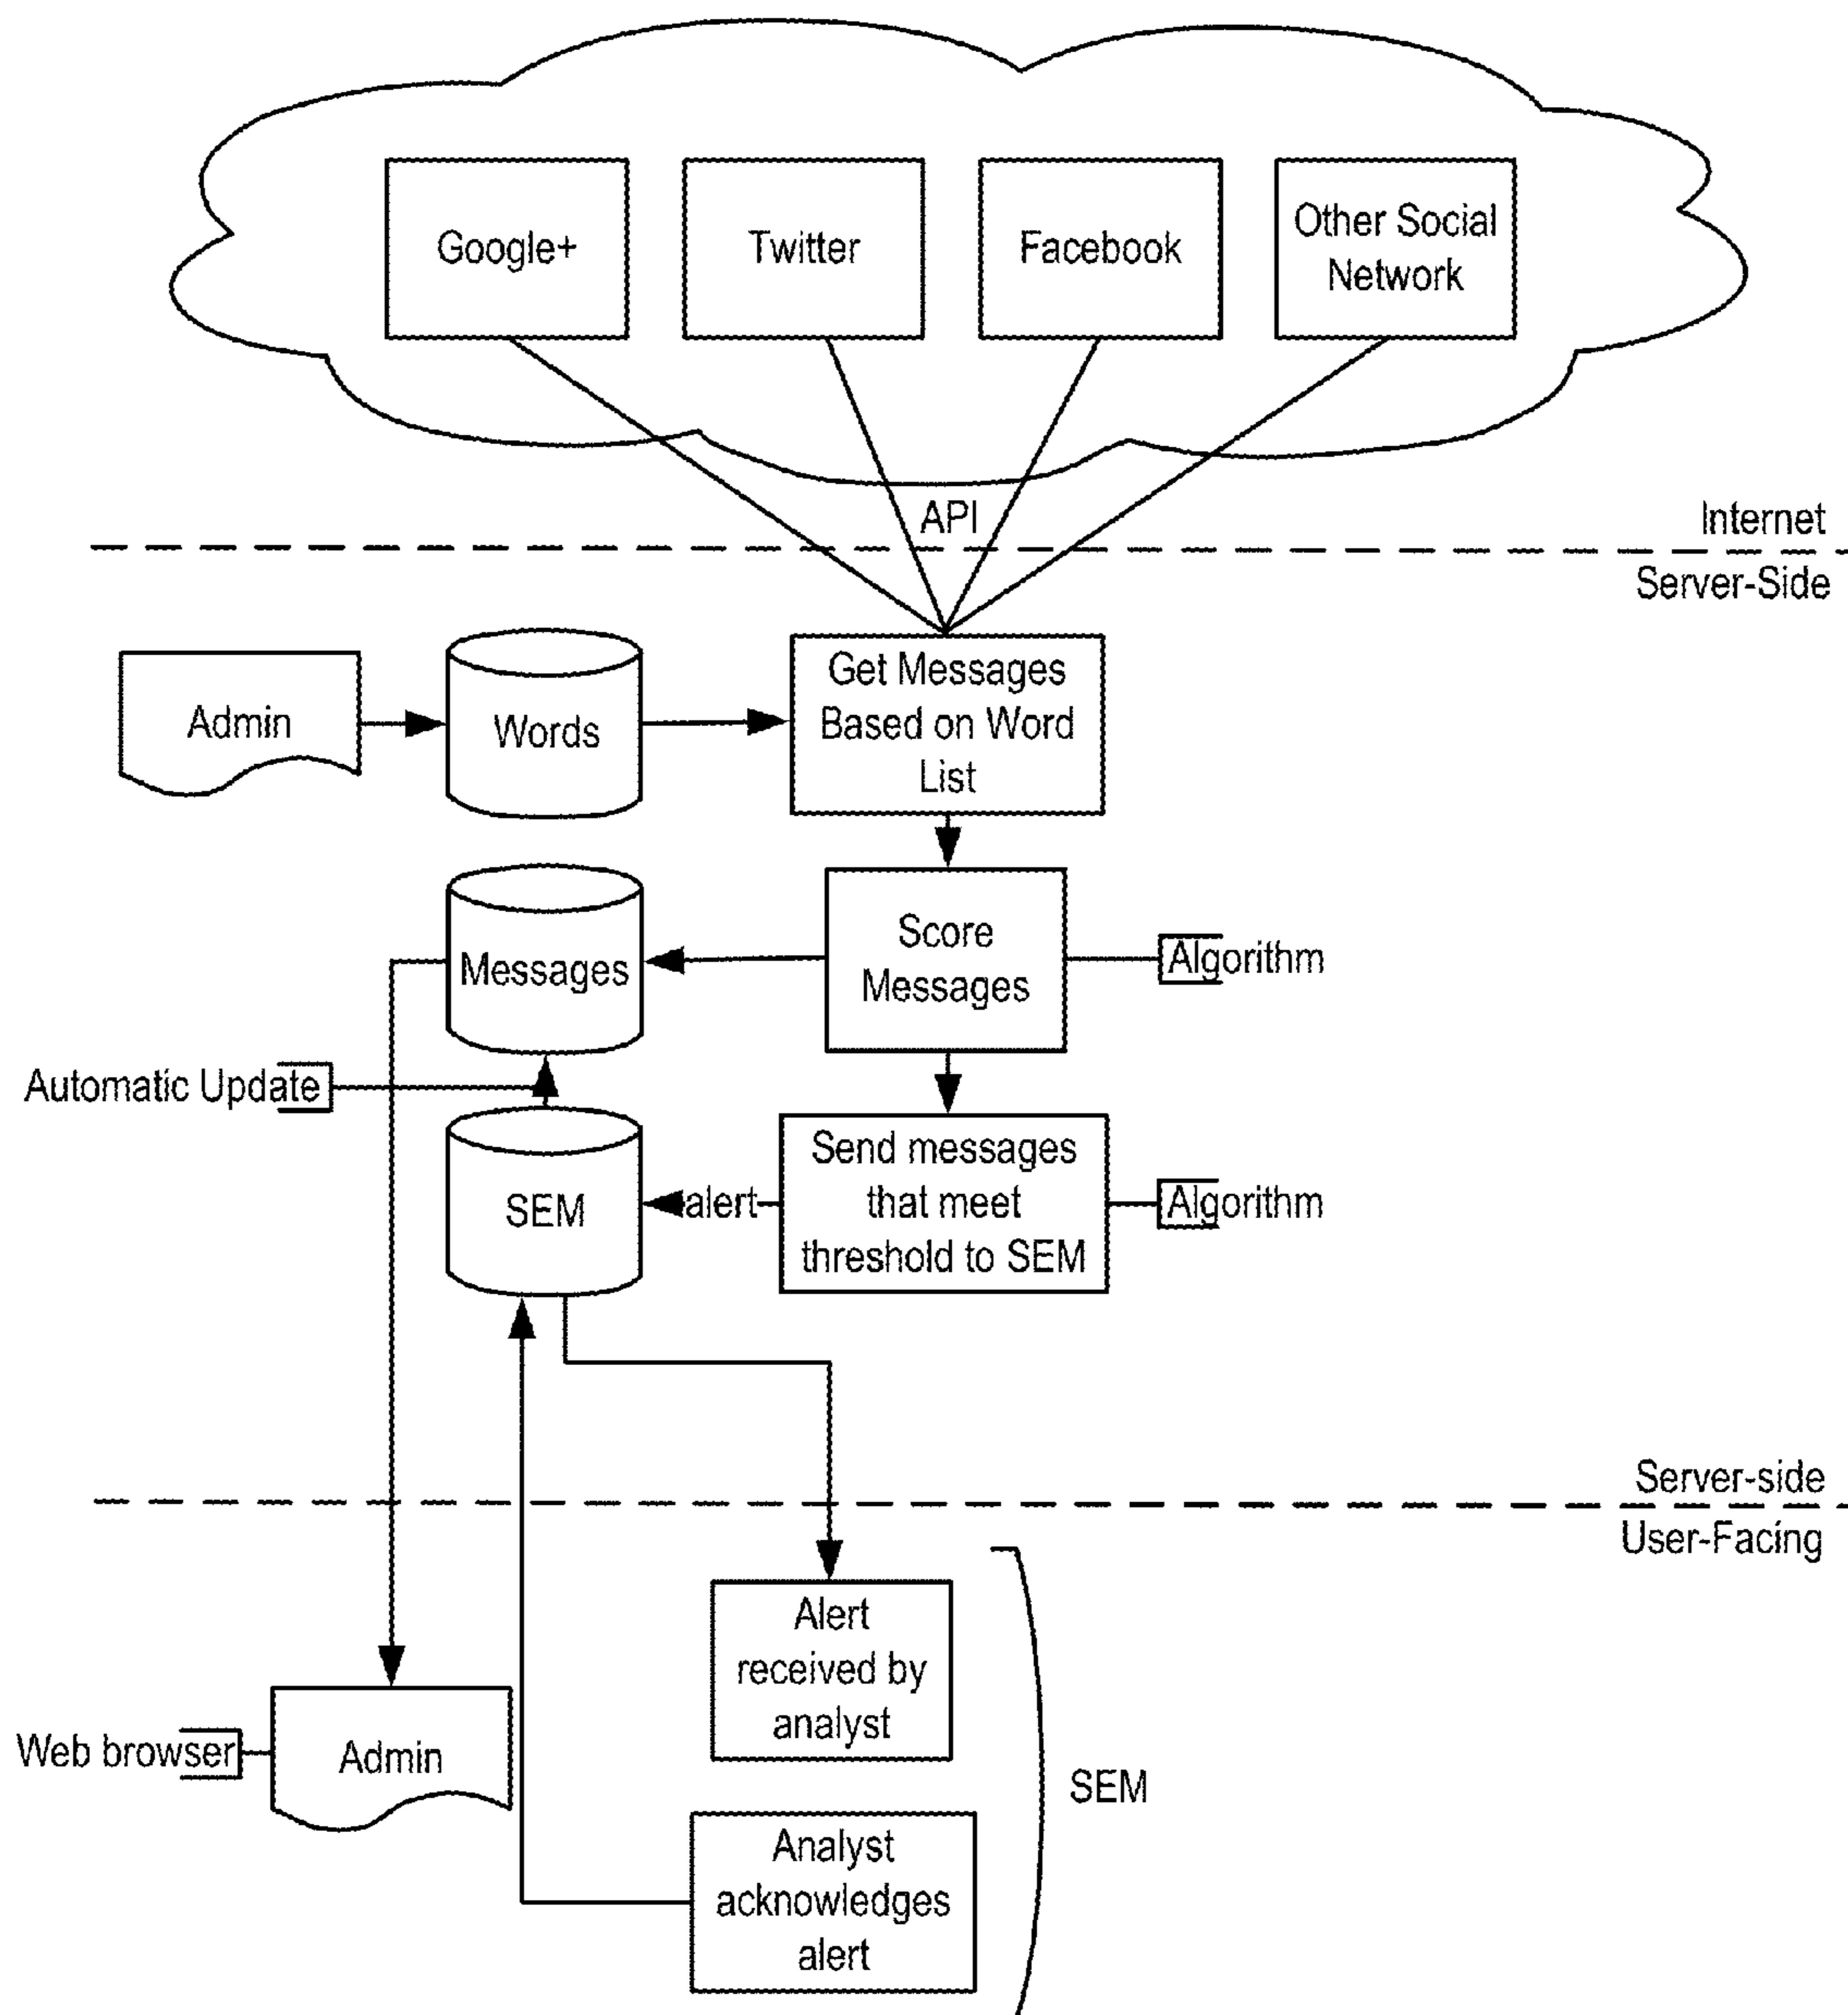 Google+
Twitter
Facebook
Other Social
Network
API
Internet
Server-Side
Admin
Words
Get Messages
Based on Word
List
Messages
Score
Messages
Algorithm
Automatic Update
SEM
alert
Send messages
that meet
threshold to SEM
Algorithm
Server-side
User-Facing
Alert
received by
analyst
Web browser
Admin
SEM
Analyst
acknowledges
alert